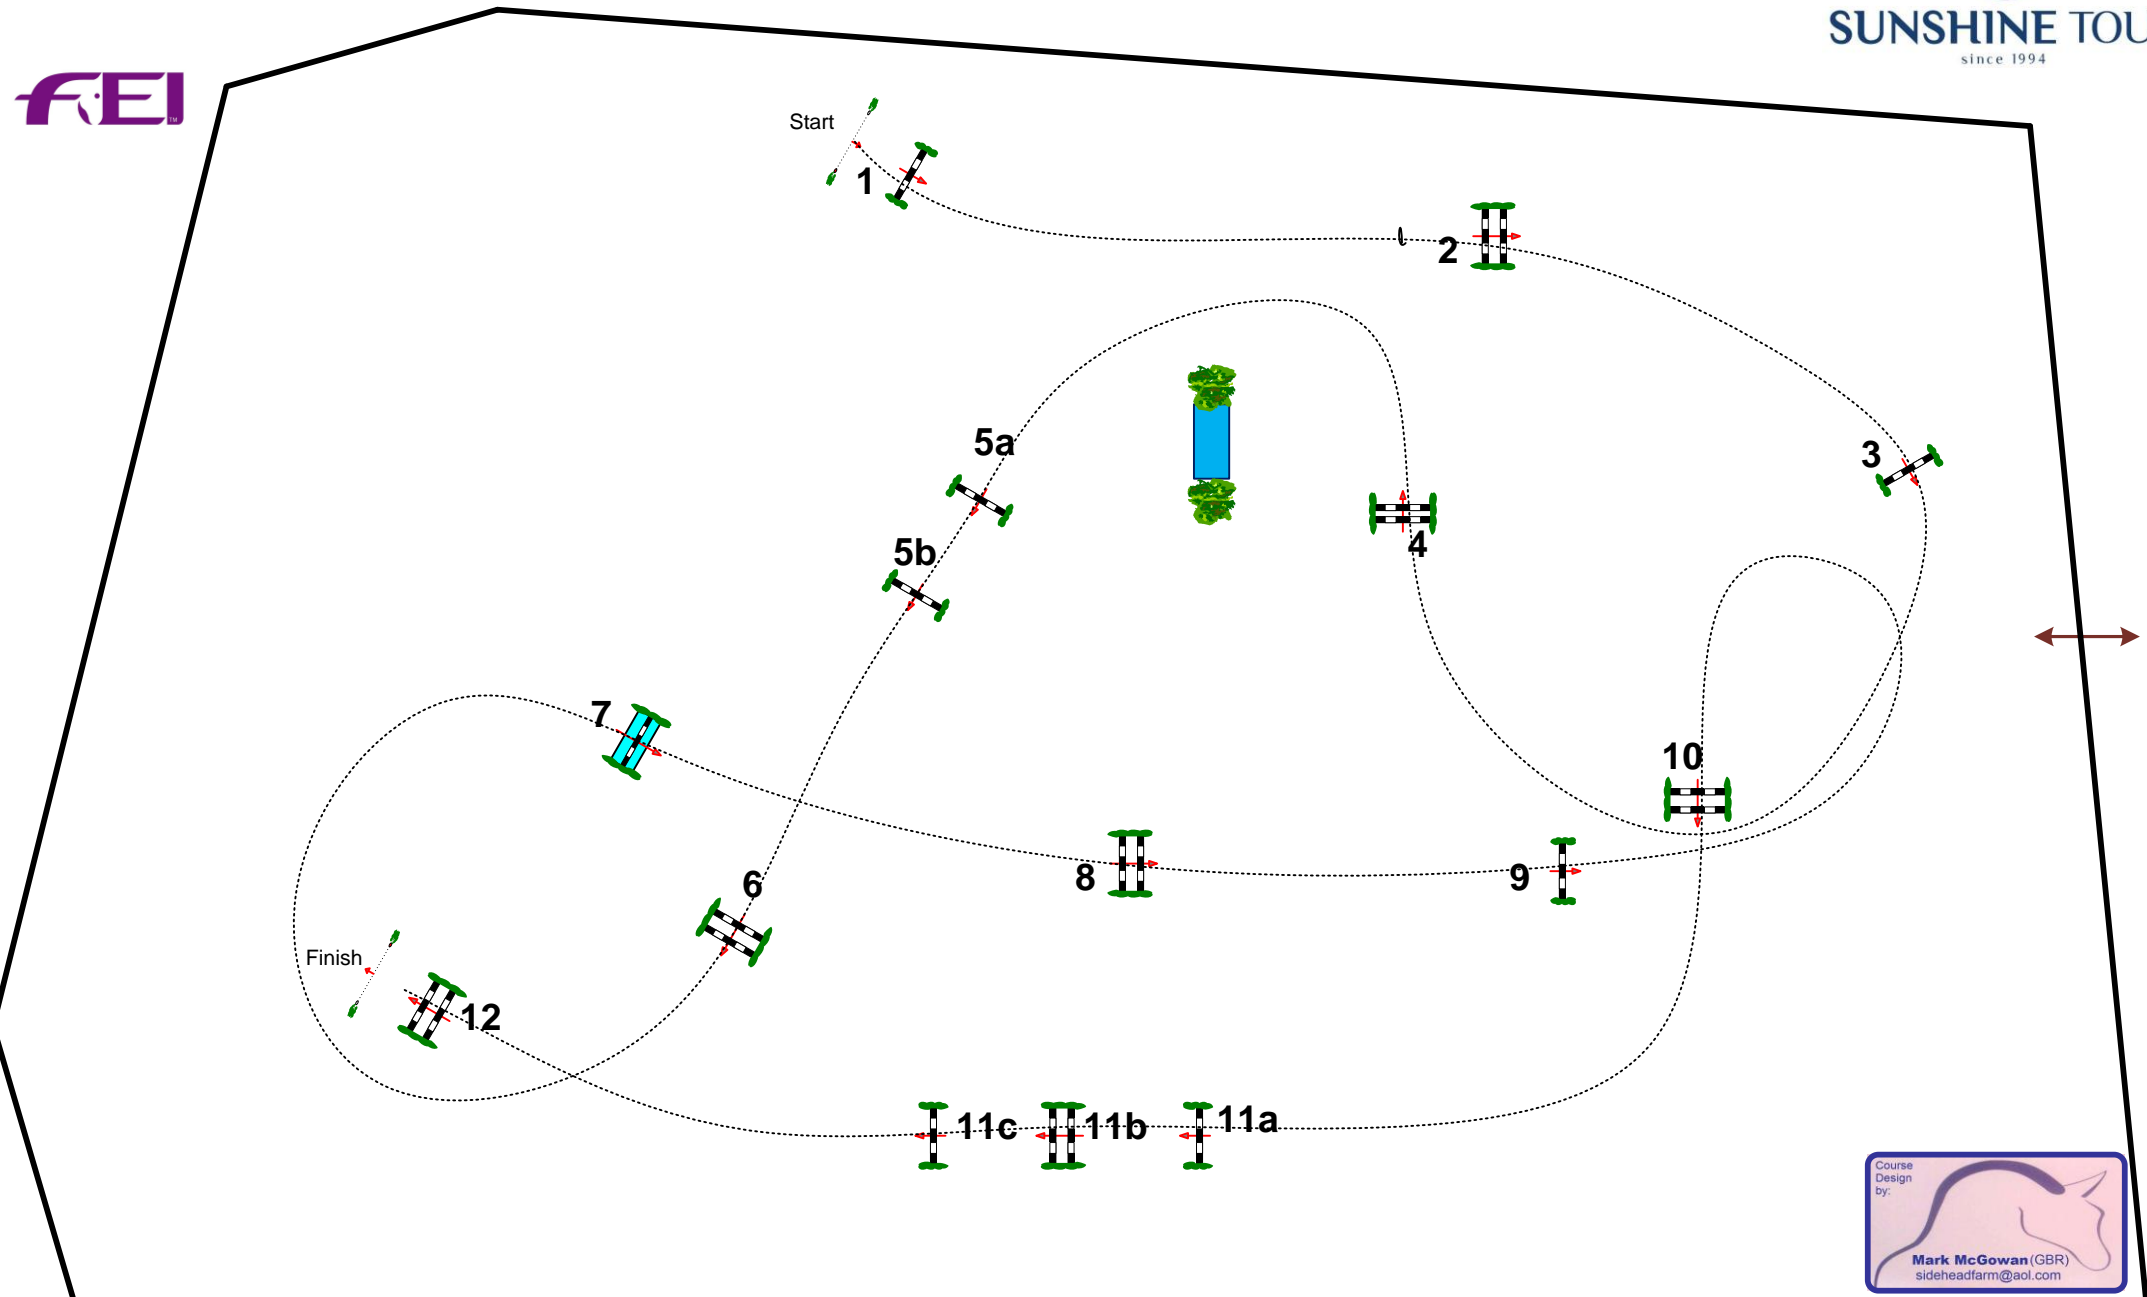 SUNSHINE TOU
since 1994
FEI
TM
Start
1
2
3
4
5a
5b
6
7
8
9
10
11a
11b
11c
12
Finish
Course
Design
by:
Mark McGowan (GBR)
sideheadfarm@aol.com